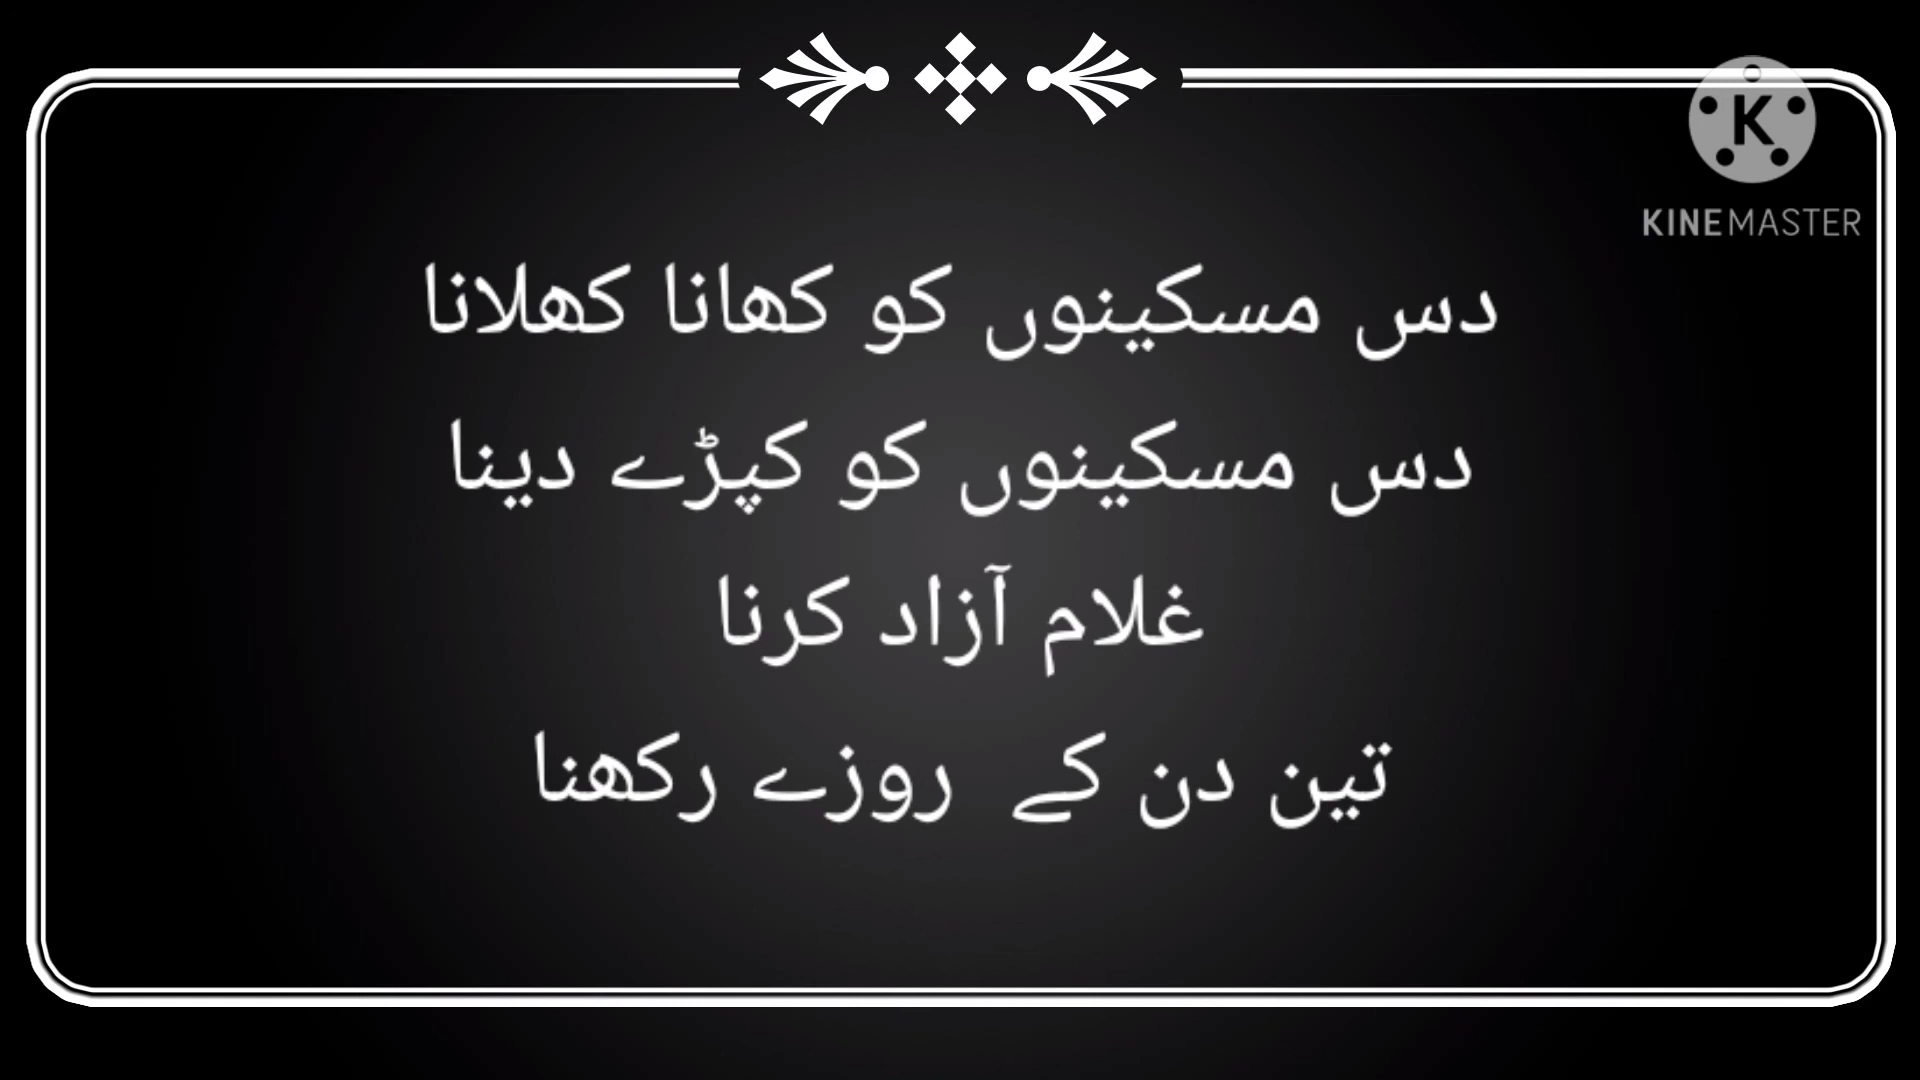 KINEMASTER
دس مسکینوں کو کھانا کھلانا
دس مسکینوں کو کپڑے دینا
غلام آزاد کرنا
تین دن کے روزے رکھنا